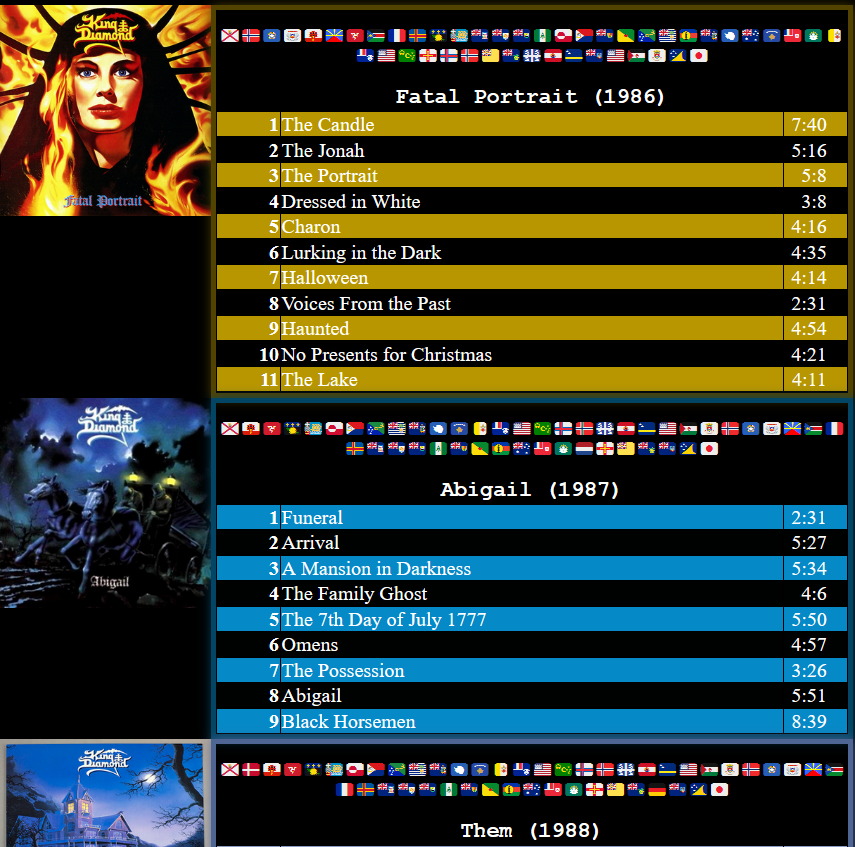 King Diamond
Fatal Portrait
Fatal Portrait (1986)
1 The Candle 7:40
2 The Jonah 5:16
3 The Portrait 5:8
4 Dressed in White 3:8
5 Charon 4:16
6 Lurking in the Dark 4:35
7 Halloween 4:14
8 Voices From the Past 2:31
9 Haunted 4:54
10 No Presents for Christmas 4:21
11 The Lake 4:11
King Diamond
Abigail
Abigail (1987)
1 Funeral 2:31
2 Arrival 5:27
3 A Mansion in Darkness 5:34
4 The Family Ghost 4:6
5 The 7th Day of July 1777 5:50
6 Omens 4:57
7 The Possession 3:26
8 Abigail 5:51
9 Black Horsemen 8:39
King Diamond
Them (1988)